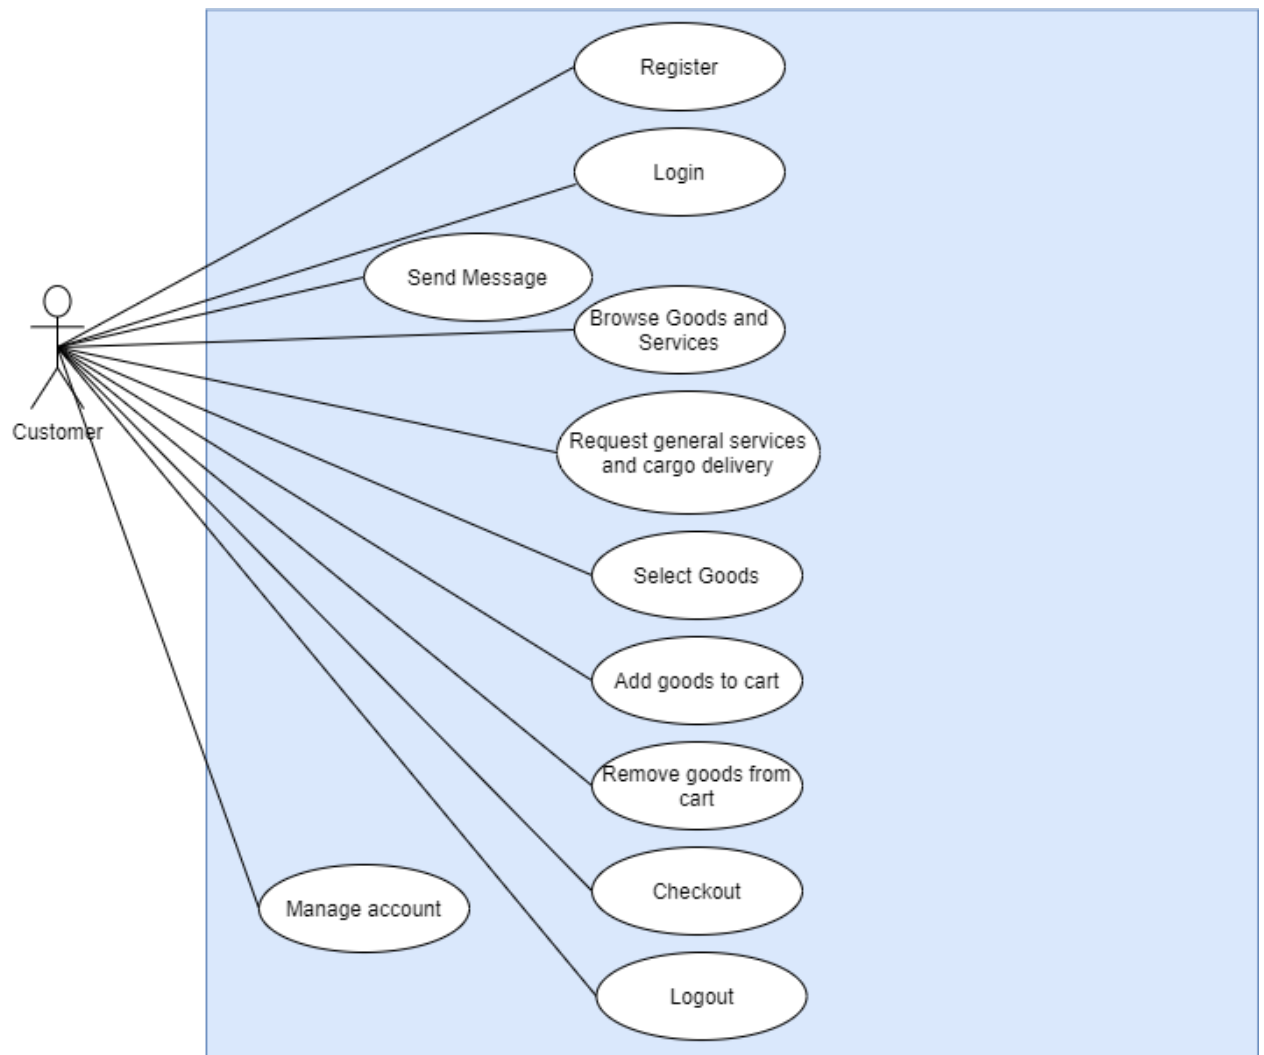 Register
Login
Send Message
Browse Goods and
Services
Customer
Request general services
and cargo delivery
Select Goods
Add goods to cart
Remove goods from
cart
Checkout
Manage account
Logout